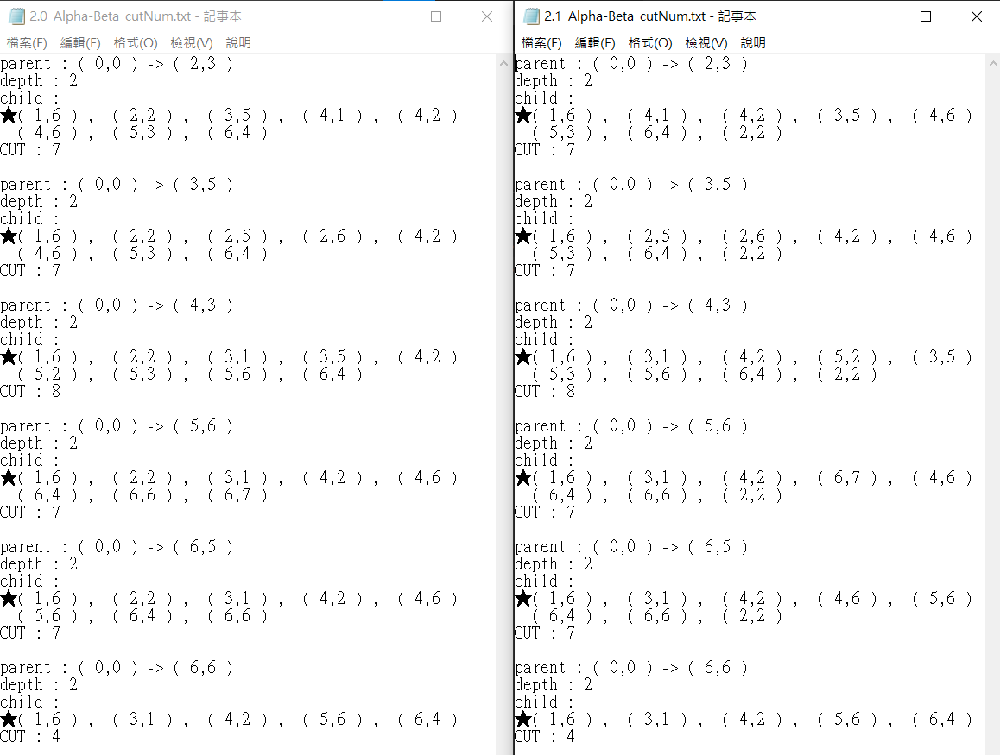 2.0_Alpha-Beta_cutNum.txt - 記事本
檔案(F) 編輯(E) 格式(O) 檢視(V) 說明
parent : ( 0,0 ) -> ( 2,3 )
depth : 2
child :
★( 1,6 ) , ( 2,2 ) , ( 3,5 ) , ( 4,1 ) , ( 4,2 )
( 4,6 ) , ( 5,3 ) , ( 6,4 )
CUT : 7
parent : ( 0,0 ) -> ( 3,5 )
depth : 2
child :
★( 1,6 ) , ( 2,2 ) , ( 2,5 ) , ( 2,6 ) , ( 4,2 )
( 4,6 ) , ( 5,3 ) , ( 6,4 )
CUT : 7
parent : ( 0,0 ) -> ( 4,3 )
depth : 2
child :
★( 1,6 ) , ( 2,2 ) , ( 3,1 ) , ( 3,5 ) , ( 4,2 )
( 5,2 ) , ( 5,3 ) , ( 5,6 ) , ( 6,4 )
CUT : 8
parent : ( 0,0 ) -> ( 5,6 )
depth : 2
child :
★( 1,6 ) , ( 2,2 ) , ( 3,1 ) , ( 4,2 ) , ( 4,6 )
( 6,4 ) , ( 6,6 ) , ( 6,7 )
CUT : 7
parent : ( 0,0 ) -> ( 6,5 )
depth : 2
child :
★( 1,6 ) , ( 2,2 ) , ( 3,1 ) , ( 4,2 ) , ( 4,6 )
( 5,6 ) , ( 6,4 ) , ( 6,6 )
CUT : 7
parent : ( 0,0 ) -> ( 6,6 )
depth : 2
child :
★( 1,6 ) , ( 3,1 ) , ( 4,2 ) , ( 5,6 ) , ( 6,4 )
CUT : 4
2.1_Alpha-Beta_cutNum.txt - 記事本
檔案(F) 編輯(E) 格式(O) 檢視(V) 說明
parent : ( 0,0 ) -> ( 2,3 )
depth : 2
child :
★( 1,6 ) , ( 4,1 ) , ( 4,2 ) , ( 3,5 ) , ( 4,6 )
( 5,3 ) , ( 6,4 ) , ( 2,2 )
CUT : 7
parent : ( 0,0 ) -> ( 3,5 )
depth : 2
child :
★( 1,6 ) , ( 2,5 ) , ( 2,6 ) , ( 4,2 ) , ( 4,6 )
( 5,3 ) , ( 6,4 ) , ( 2,2 )
CUT : 7
parent : ( 0,0 ) -> ( 4,3 )
depth : 2
child :
★( 1,6 ) , ( 3,1 ) , ( 4,2 ) , ( 5,2 ) , ( 3,5 )
( 5,3 ) , ( 5,6 ) , ( 6,4 ) , ( 2,2 )
CUT : 8
parent : ( 0,0 ) -> ( 5,6 )
depth : 2
child :
★( 1,6 ) , ( 3,1 ) , ( 4,2 ) , ( 6,7 ) , ( 4,6 )
( 6,4 ) , ( 6,6 ) , ( 2,2 )
CUT : 7
parent : ( 0,0 ) -> ( 6,5 )
depth : 2
child :
★( 1,6 ) , ( 3,1 ) , ( 4,2 ) , ( 4,6 ) , ( 5,6 )
( 6,4 ) , ( 6,6 ) , ( 2,2 )
CUT : 7
parent : ( 0,0 ) -> ( 6,6 )
depth : 2
child :
★( 1,6 ) , ( 3,1 ) , ( 4,2 ) , ( 5,6 ) , ( 6,4 )
CUT : 4